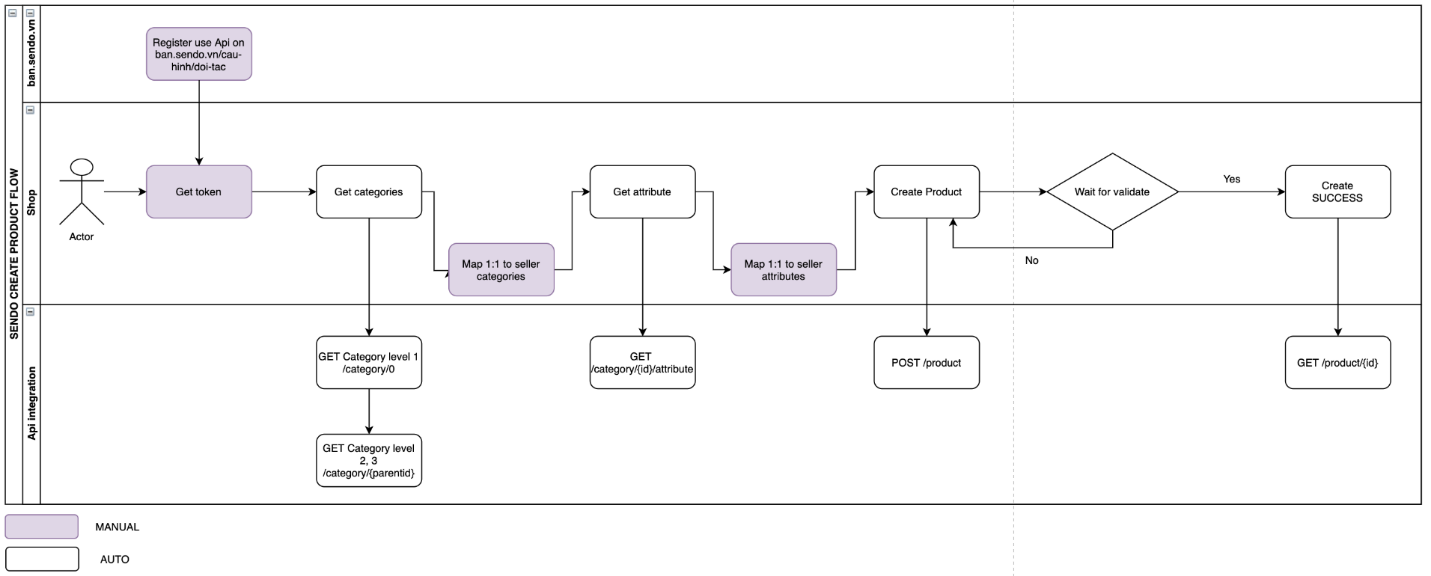 SENDO CREATE PRODUCT FLOW
ban.sendo.vn
Register use Api on
ban.sendo.vn/cau-
hinh/doi-tac
Shop
Actor
Get token
Get categories
Map 1:1 to seller
categories
Get attribute
Map 1:1 to seller
attributes
Create Product
Wait for validate
Yes
No
Create
SUCCESS
Api integration
GET Category level 1
/category/0
GET Category level
2, 3
/category/{parentid}
GET
/category/{id}/attribute
POST /product
GET /product/{id}
MANUAL
AUTO